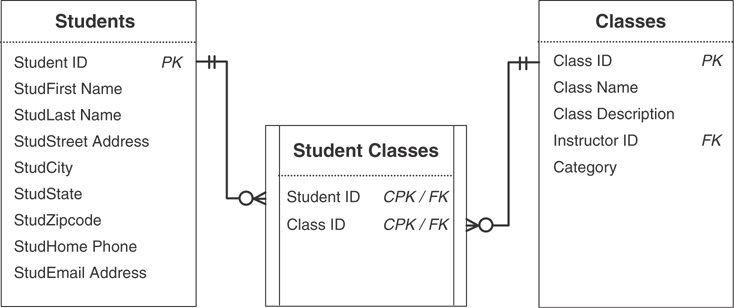 Students
Student ID PK
StudFirst Name
StudLast Name
StudStreet Address
StudCity
StudState
StudZipcode
StudHome Phone
StudEmail Address
Student Classes
Student ID CPK / FK
Class ID CPK / FK
Classes
Class ID PK
Class Name
Class Description
Instructor ID FK
Category